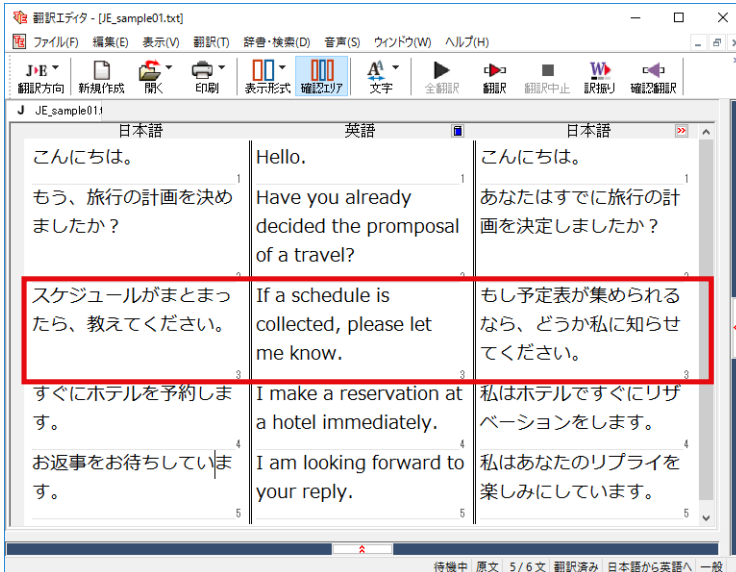 翻訳エディタ - [JE_sample01.txt]
ファイル(F) 編集(E) 表示(V) 翻訳(T) 辞書・検索(D) 音声(S) ウィンドウ(W) ヘルプ(H)
J▸E
翻訳方向 新規作成 開く 印刷 表示形式 確認エリア 文字 全翻訳 翻訳 翻訳中止 訳振り 確認翻訳
J JE_sample01.t
日本語 英語 日本語
こんにちは。
1
Hello.
1
こんにちは。
1
もう、旅行の計画を決め
ましたか？
Have you already
decided the promposal
of a travel?
あなたはすでに旅行の計
画を決定しましたか？
スケジュールがまとまっ
たら、教えてください。
3
If a schedule is
collected, please let
me know.
3
もし予定表が集められる
なら、どうか私に知らせ
てください。
3
すぐにホテルを予約しま
す。
4
I make a reservation at
a hotel immediately.
4
私はホテルですぐにリザ
ベーションをします。
4
お返事をお待ちしていま
す。
5
I am looking forward to
your reply.
5
私はあなたのリプライを
楽しみにしています。
5
待機中 原文 5/6文 翻訳済み 日本語から英語へ 一般